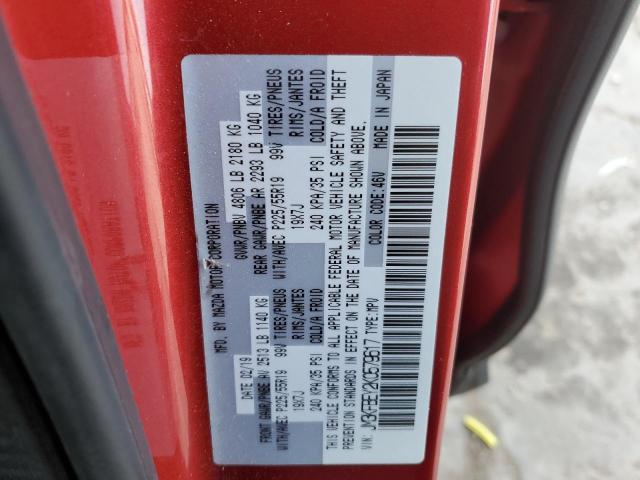 MFD. BY MAZDA MOTOR CORPORATION
DATE: 02/19 GVWR/PNBV 4806 LB 2180 KG
FRONT GAWR/PNBE AV 2513 LB 1140 KG REAR GAWR/PNBE AR 2293 LB 1040 KG
WITH/AVEC P225/55R19 99V TIRES/PNEUS WITH/AVEC P225/55R19 99V TIRES/PNEUS
19X7J RIMS/JANTES 19X7J RIMS/JANTES
240 KPA/35 PSI COLD/A FROID 240 KPA/35 PSI COLD/A FROID
THIS VEHICLE CONFORMS TO ALL APPLICABLE FEDERAL MOTOR VEHICLE SAFETY AND THEFT
PREVENTION STANDARDS IN EFFECT ON THE DATE OF MANUFACTURE SHOWN ABOVE.
VIN: TYPE: MPV COLOR CODE: 46V MADE IN JAPAN